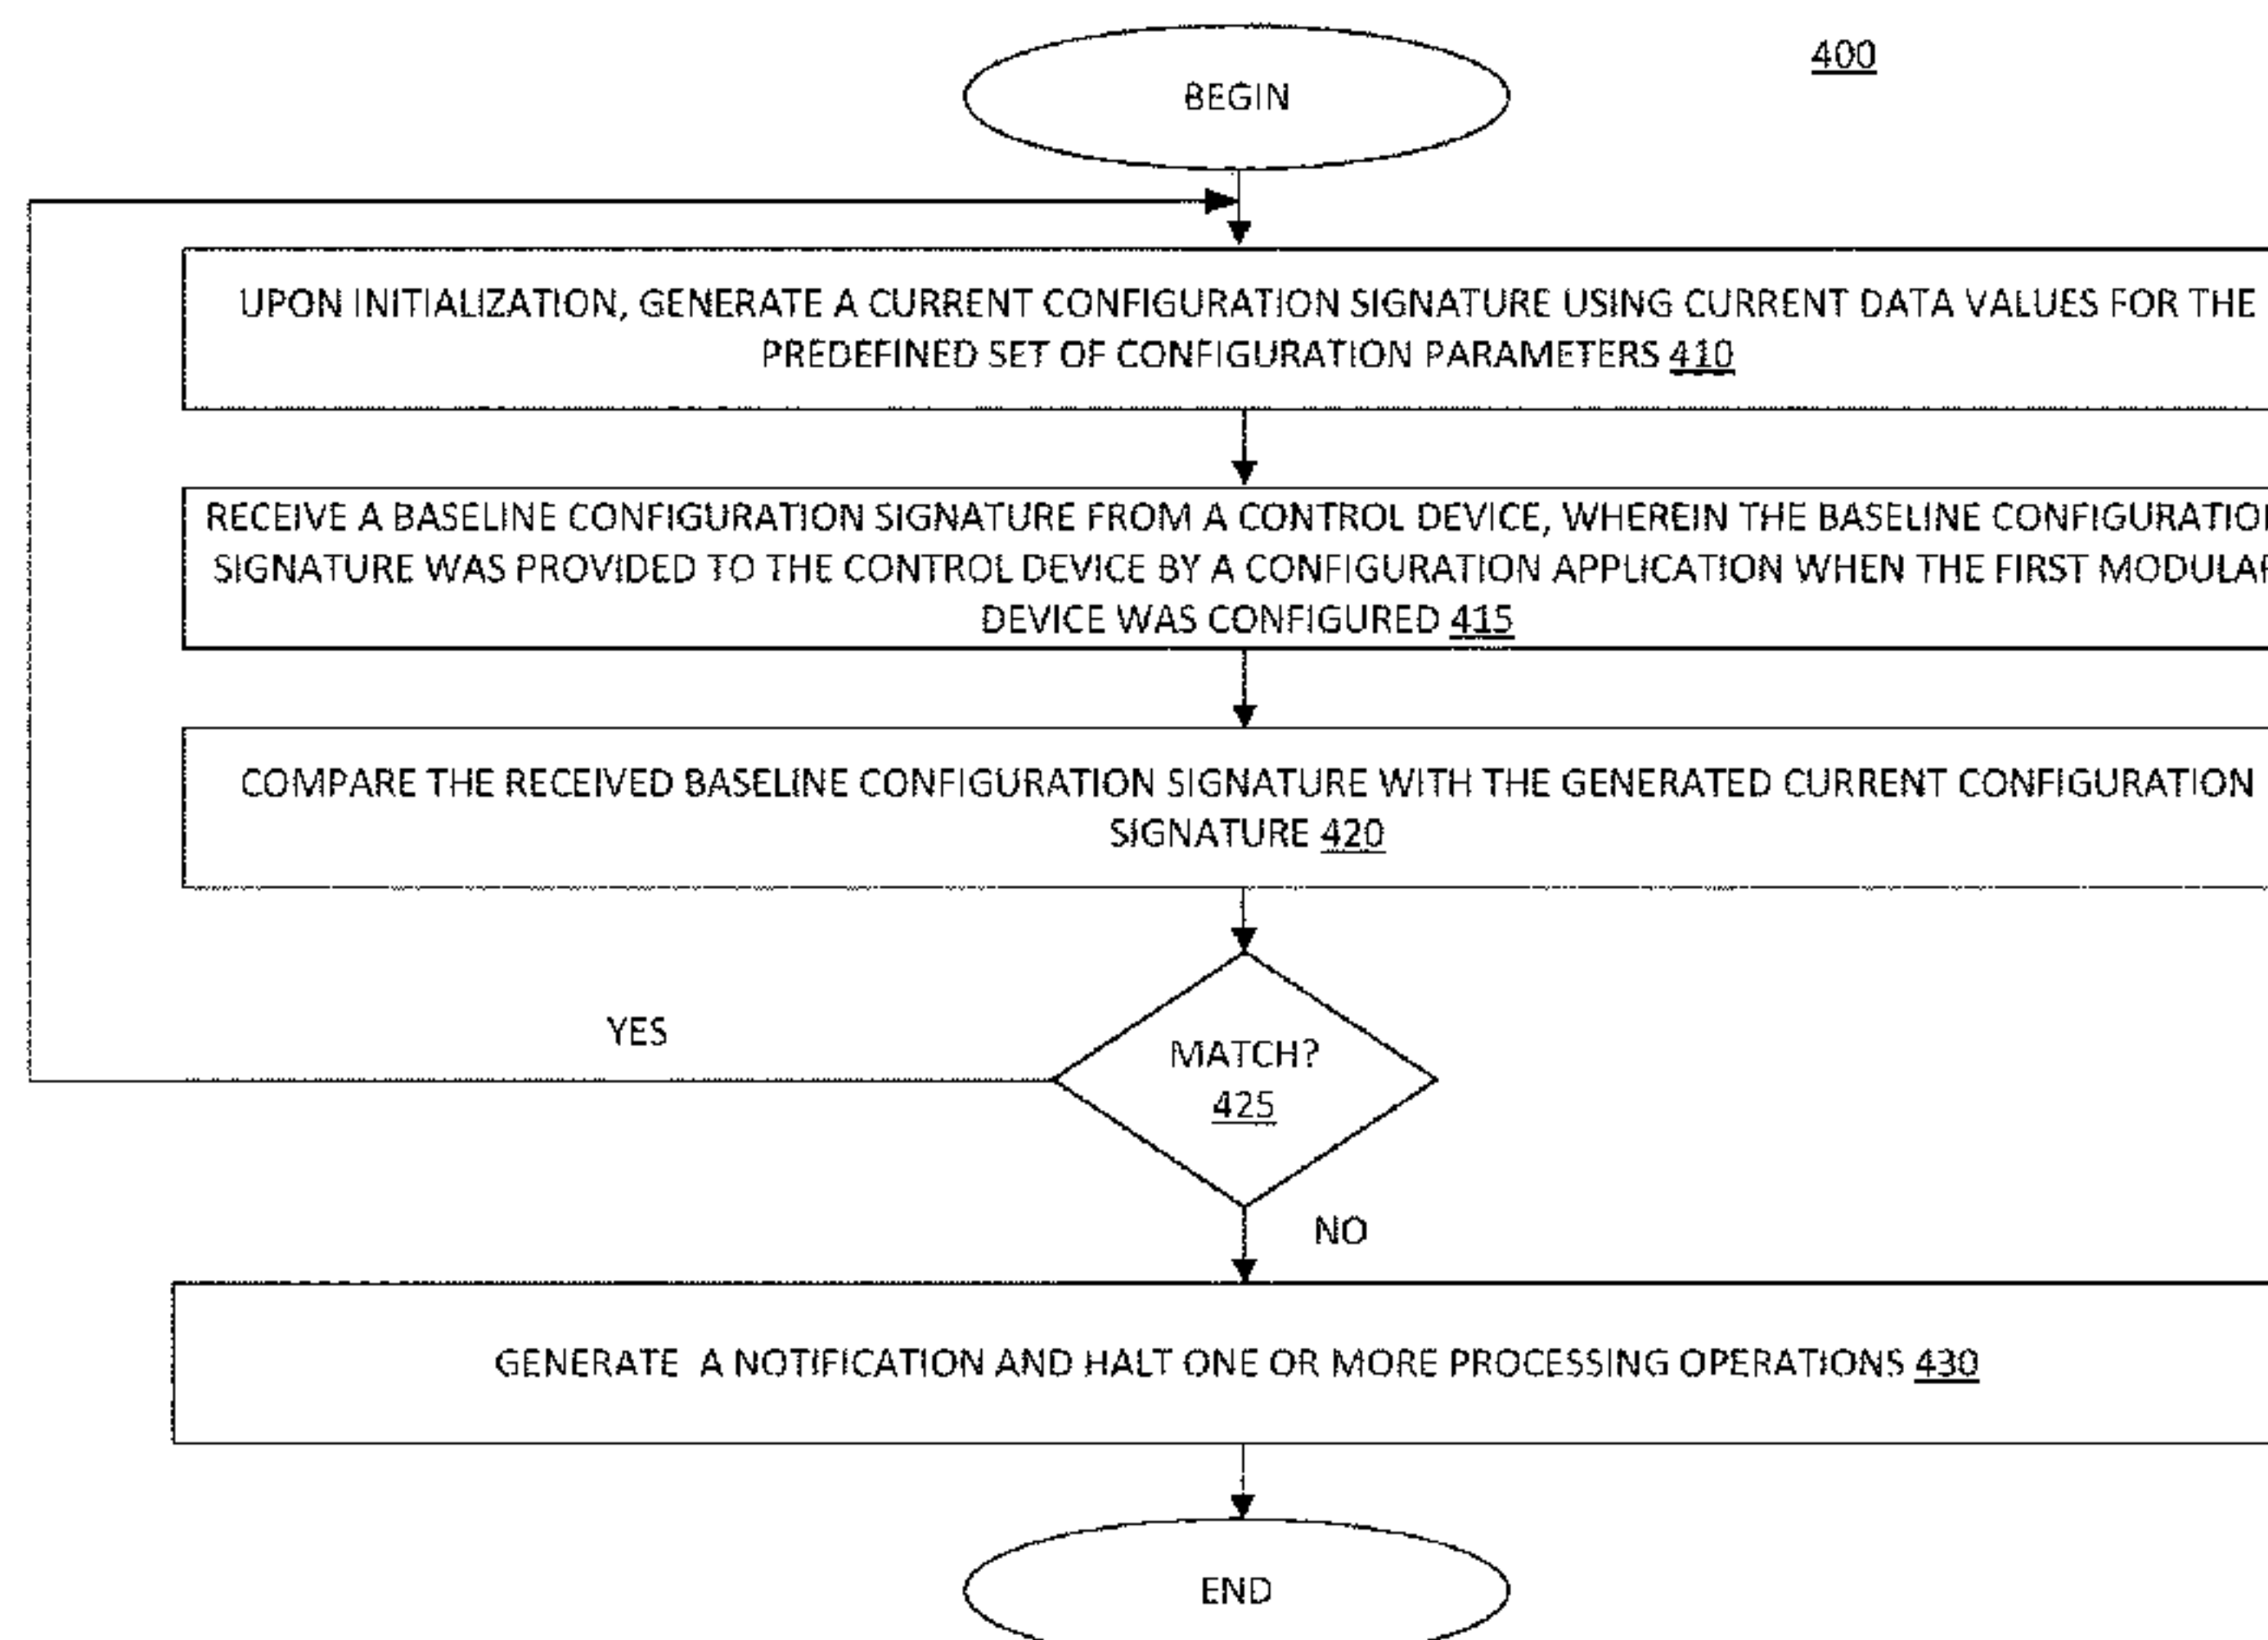 400
BEGIN
UPON INITIALIZATION, GENERATE A CURRENT CONFIGURATION SIGNATURE USING CURRENT DATA VALUES FOR THE
PREDEFINED SET OF CONFIGURATION PARAMETERS 410
RECEIVE A BASELINE CONFIGURATION SIGNATURE FROM A CONTROL DEVICE, WHEREIN THE BASELINE CONFIGURATION
SIGNATURE WAS PROVIDED TO THE CONTROL DEVICE BY A CONFIGURATION APPLICATION WHEN THE FIRST MODULAR
DEVICE WAS CONFIGURED 415
COMPARE THE RECEIVED BASELINE CONFIGURATION SIGNATURE WITH THE GENERATED CURRENT CONFIGURATION
SIGNATURE 420
YES
MATCH?
425
NO
GENERATE A NOTIFICATION AND HALT ONE OR MORE PROCESSING OPERATIONS 430
END